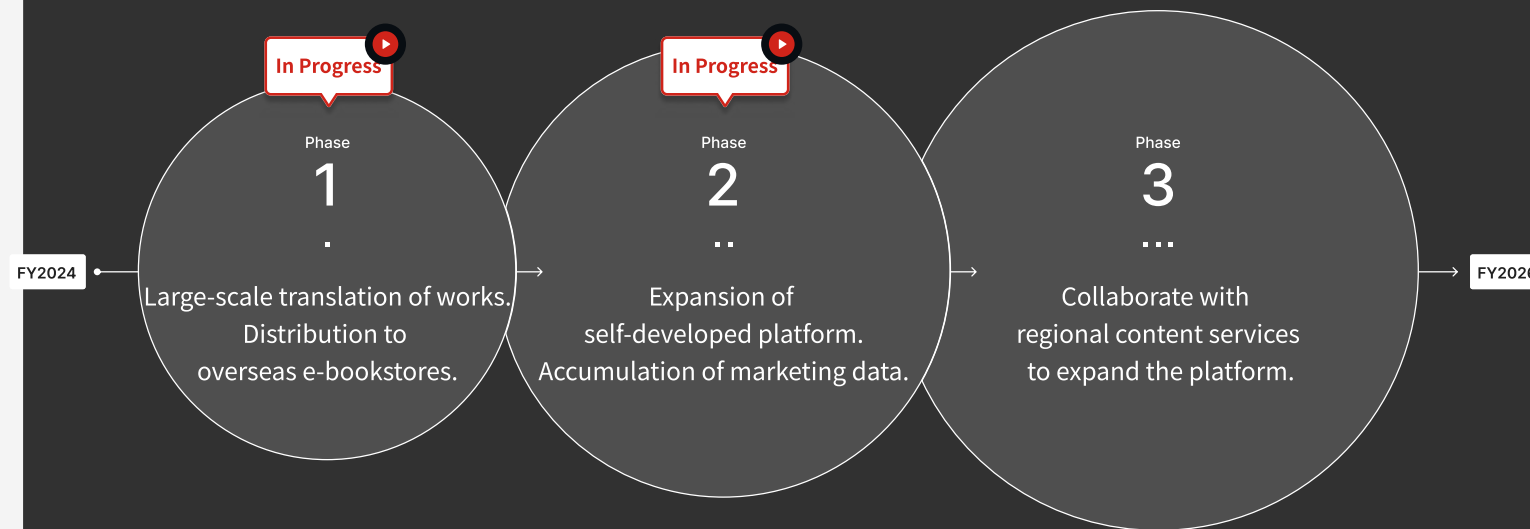 In Progress
Phase
1
Large-scale translation of works.
Distribution to
overseas e-bookstores.
In Progress
Phase
2
Expansion of
self-developed platform.
Accumulation of marketing data.
Phase
3
Collaborate with
regional content services
to expand the platform.
FY2024
FY2026